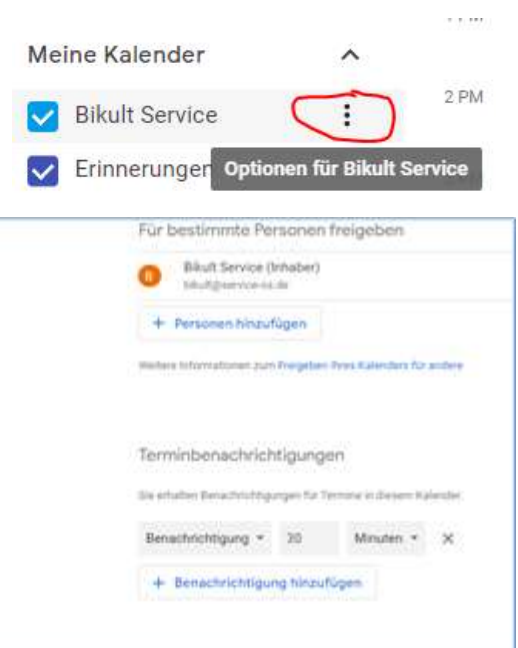 Meine Kalender
2 PM
Bikult Service
Erinnerungen
Optionen für Bikult Service
Für bestimmte Personen freigeben
B
Bikult Service (Inhaber)
+ Personen hinzufügen
Weitere Informationen zum Freigeben Ihres Kalenders für andere
Terminbenachrichtigungen
Sie erhalten Benachrichtigungen für Termine in diesem Kalender.
Benachrichtigung 30 Minuten
+ Benachrichtigung hinzufügen